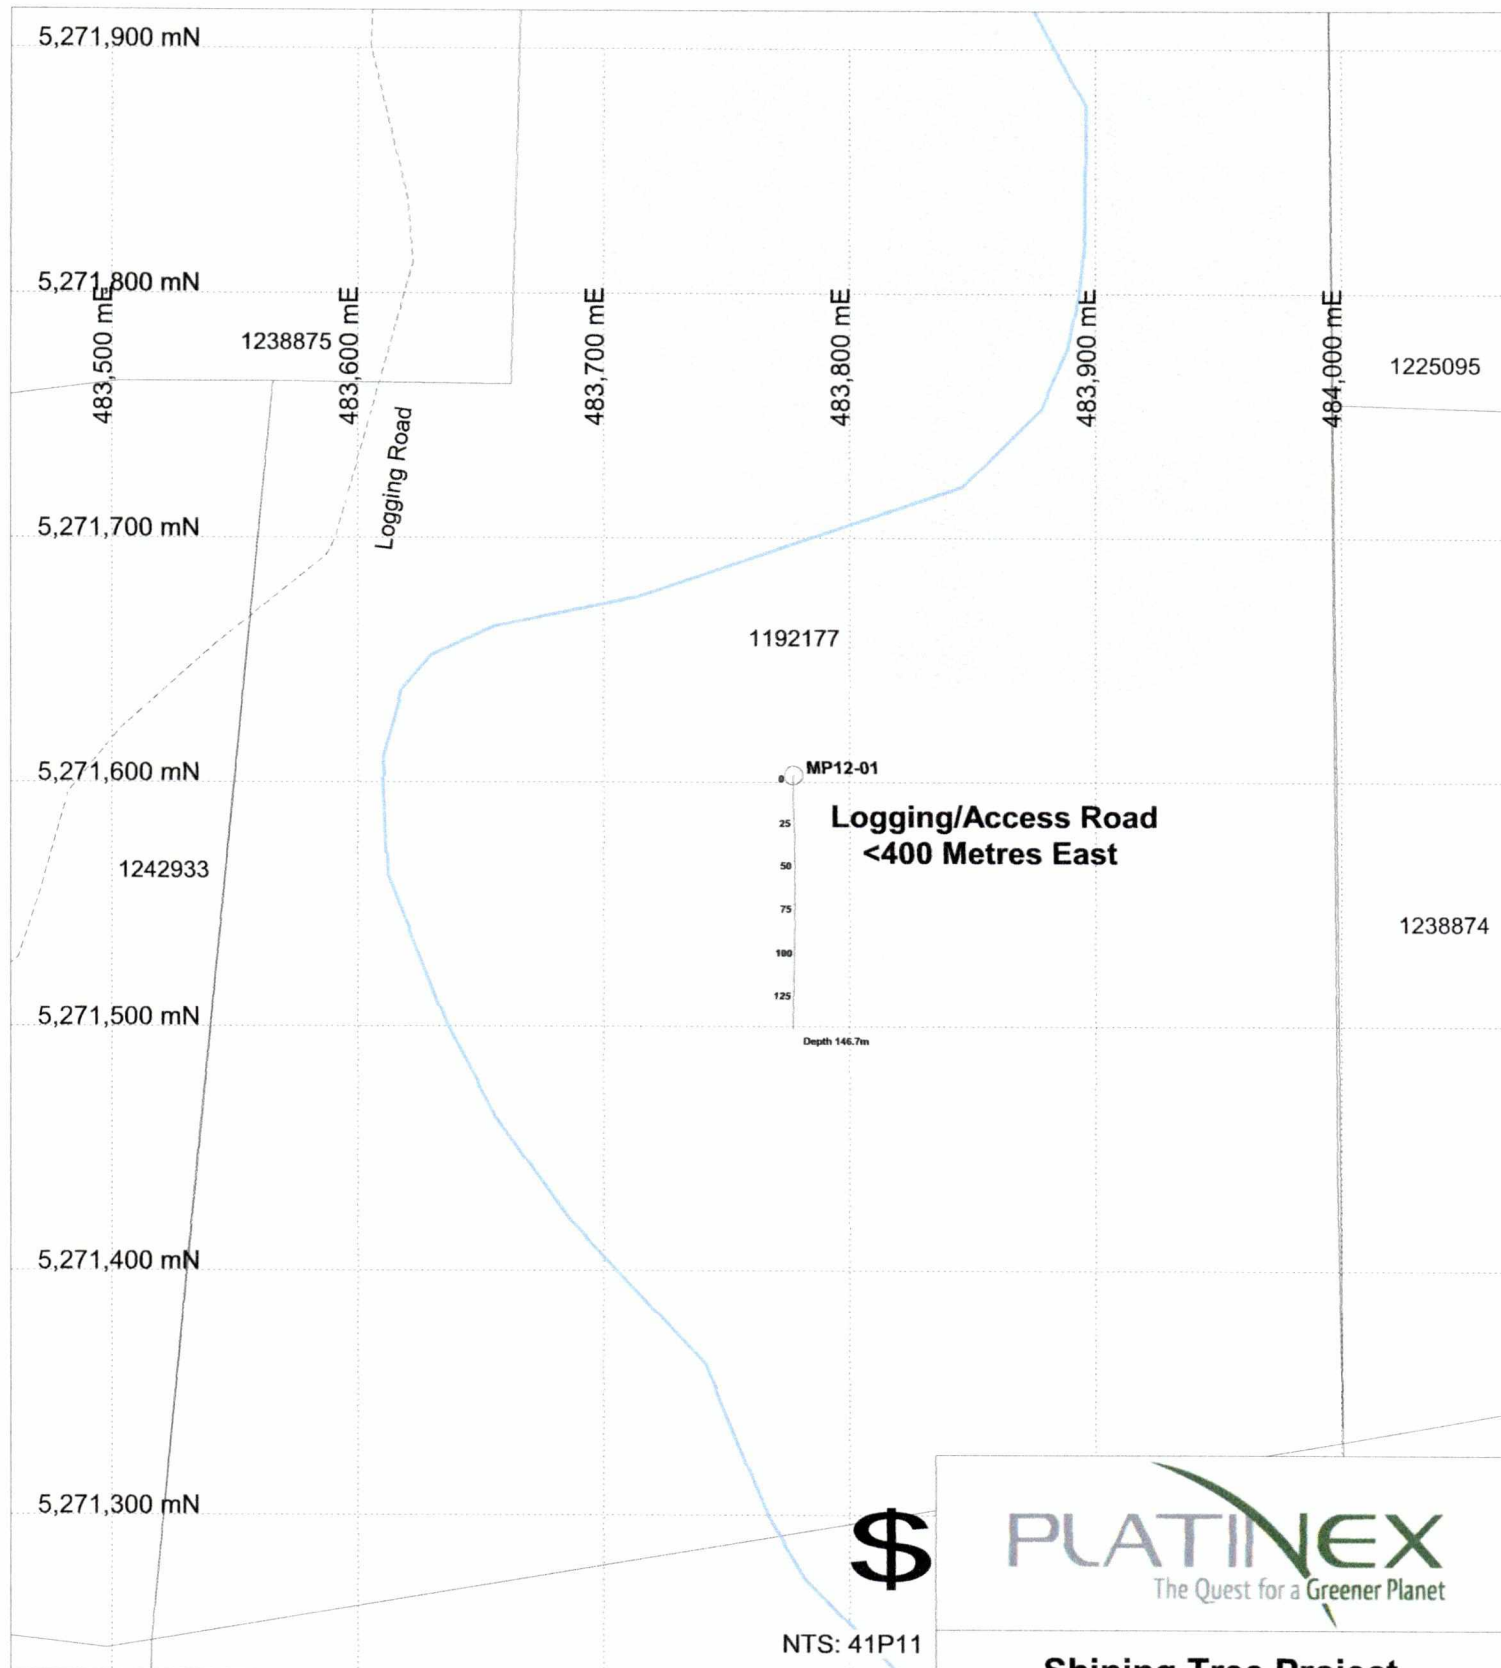 5,271,900 mN
5,271,800 mN
483,500 mE
483,600 mE
483,700 mE
483,800 mE
483,900 mE
484,000 mE
1238875
1225095
Logging Road
5,271,700 mN
1192177
5,271,600 mN
0
MP12-01
25
Logging/Access Road
<400 Metres East
50
1242933
75
1238874
100
125
5,271,500 mN
Depth 146.7m
5,271,400 mN
5,271,300 mN
$
PLATINEX
The Quest for a Greener Planet
NTS: 41P11
Shining Tree Project